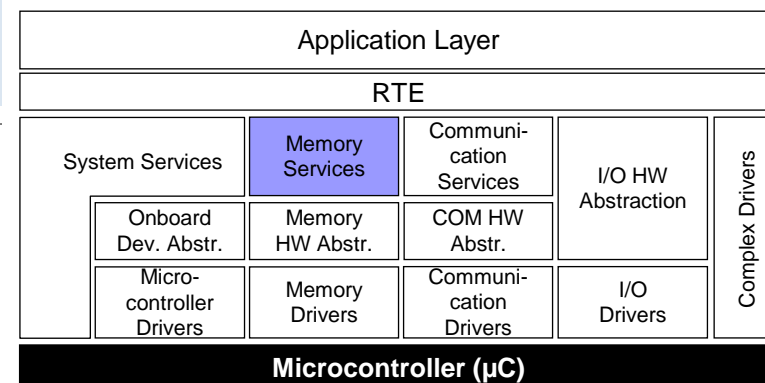 Application Layer
RTE
System Services
Memory
Services
Communi-
cation
Services
I/O HW
Abstraction
Complex Drivers
Onboard
Dev. Abstr.
Memory
HW Abstr.
COM HW
Abstr.
Micro-
controller
Drivers
Memory
Drivers
Communi-
cation
Drivers
I/O
Drivers
Microcontroller (µC)